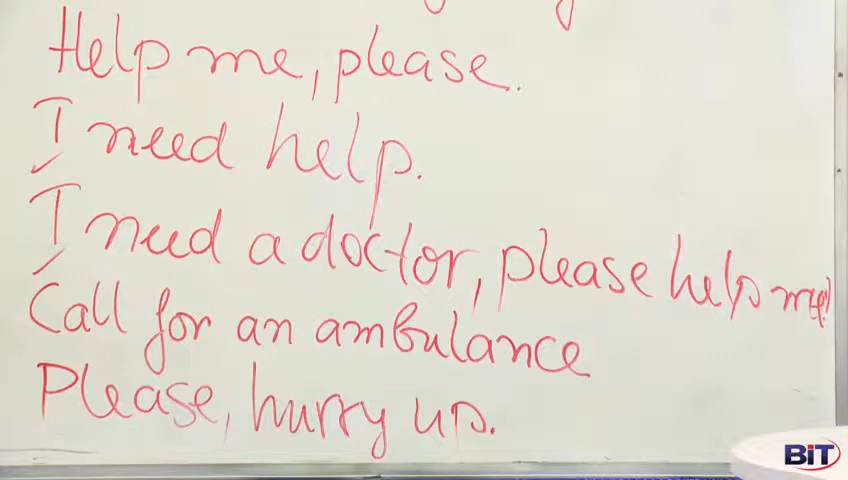 Help me, please.
I need help.
I need a doctor, please help me!
Call for an ambulance
Please, hurry up.
BiT